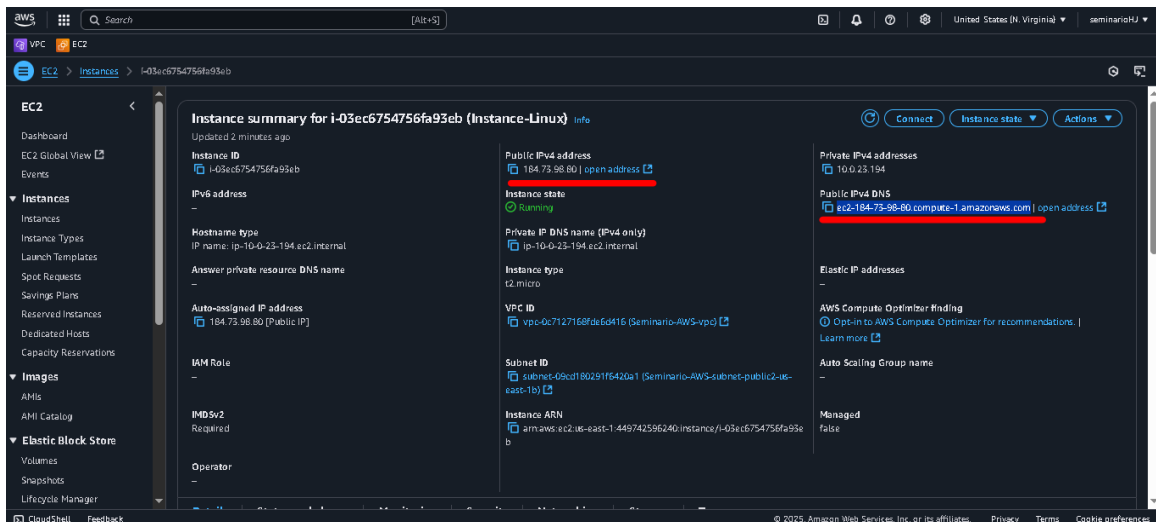 aws Search [Alt+S] United States (N. Virginia) seminarioHJ
VPC EC2
EC2 > Instances > i-03ec6754756fa93eb
EC2
Dashboard
EC2 Global View
Events
Instances
Instances
Instance Types
Launch Templates
Spot Requests
Savings Plans
Reserved Instances
Dedicated Hosts
Capacity Reservations
Images
AMIs
AMI Catalog
Elastic Block Store
Volumes
Snapshots
Lifecycle Manager
Instance summary for i-03ec6754756fa93eb (Instance-Linux) Info
Connect Instance state Actions
Updated 2 minutes ago
Instance ID
i-03ec6754756fa93eb
Public IPv4 address
184.73.98.80 | open address
Private IPv4 addresses
10.0.23.194
IPv6 address
–
Instance state
Running
Public IPv4 DNS
ec2-184-73-98-80.compute-1.amazonaws.com | open address
Hostname type
IP name: ip-10-0-23-194.ec2.internal
Private IP DNS name (IPv4 only)
ip-10-0-23-194.ec2.internal
Answer private resource DNS name
–
Instance type
t2.micro
Elastic IP addresses
–
Auto-assigned IP address
184.73.98.80 [Public IP]
VPC ID
vpc-0c7127168fde6d416 (Seminario-AWS-vpc)
AWS Compute Optimizer finding
Opt-in to AWS Compute Optimizer for recommendations. |
Learn more
IAM Role
–
Subnet ID
subnet-09cd180291f6420a1 (Seminario-AWS-subnet-public2-us-
east-1b)
Auto Scaling Group name
–
IMDSv2
Required
Instance ARN
arn:aws:ec2:us-east-1:449742596240:instance/i-03ec6754756fa93e
b
Managed
false
Operator
–
CloudShell Feedback © 2025, Amazon Web Services, Inc. or its affiliates. Privacy Terms Cookie preferences